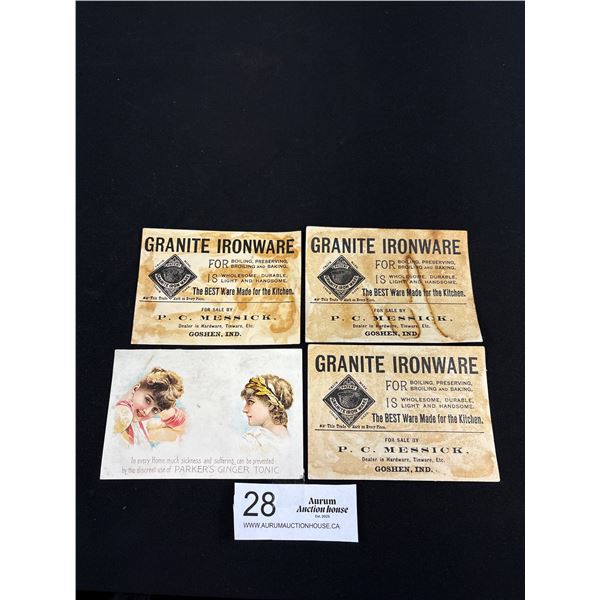 GRANITE IRONWARE
FOR BOILING, PRESERVING,
BROILING AND BAKING.
IS WHOLESOME, DURABLE,
LIGHT AND HANDSOME.
The BEST Ware Made for the Kitchen.
FOR SALE BY
P. C. MESSICK,
Dealer in Hardware, Tinware, Etc.
GOSHEN, IND.
GRANITE IRONWARE
FOR BOILING, PRESERVING,
BROILING AND BAKING.
IS WHOLESOME, DURABLE,
LIGHT AND HANDSOME.
The BEST Ware Made for the Kitchen.
FOR SALE BY
P. C. MESSICK,
Dealer in Hardware, Tinware, Etc.
GOSHEN, IND.
In every Home much sickness and suffering, can be prevented
by the discreet use of PARKER'S GINGER TONIC
GRANITE IRONWARE
FOR BOILING, PRESERVING,
BROILING AND BAKING.
IS WHOLESOME, DURABLE,
LIGHT AND HANDSOME.
The BEST Ware Made for the Kitchen.
FOR SALE BY
P. C. MESSICK,
Dealer in Hardware, Tinware, Etc.
GOSHEN, IND.
28
Aurum
Auction house
Est. 2025
WWW.AURUMAUCTIONHOUSE.CA